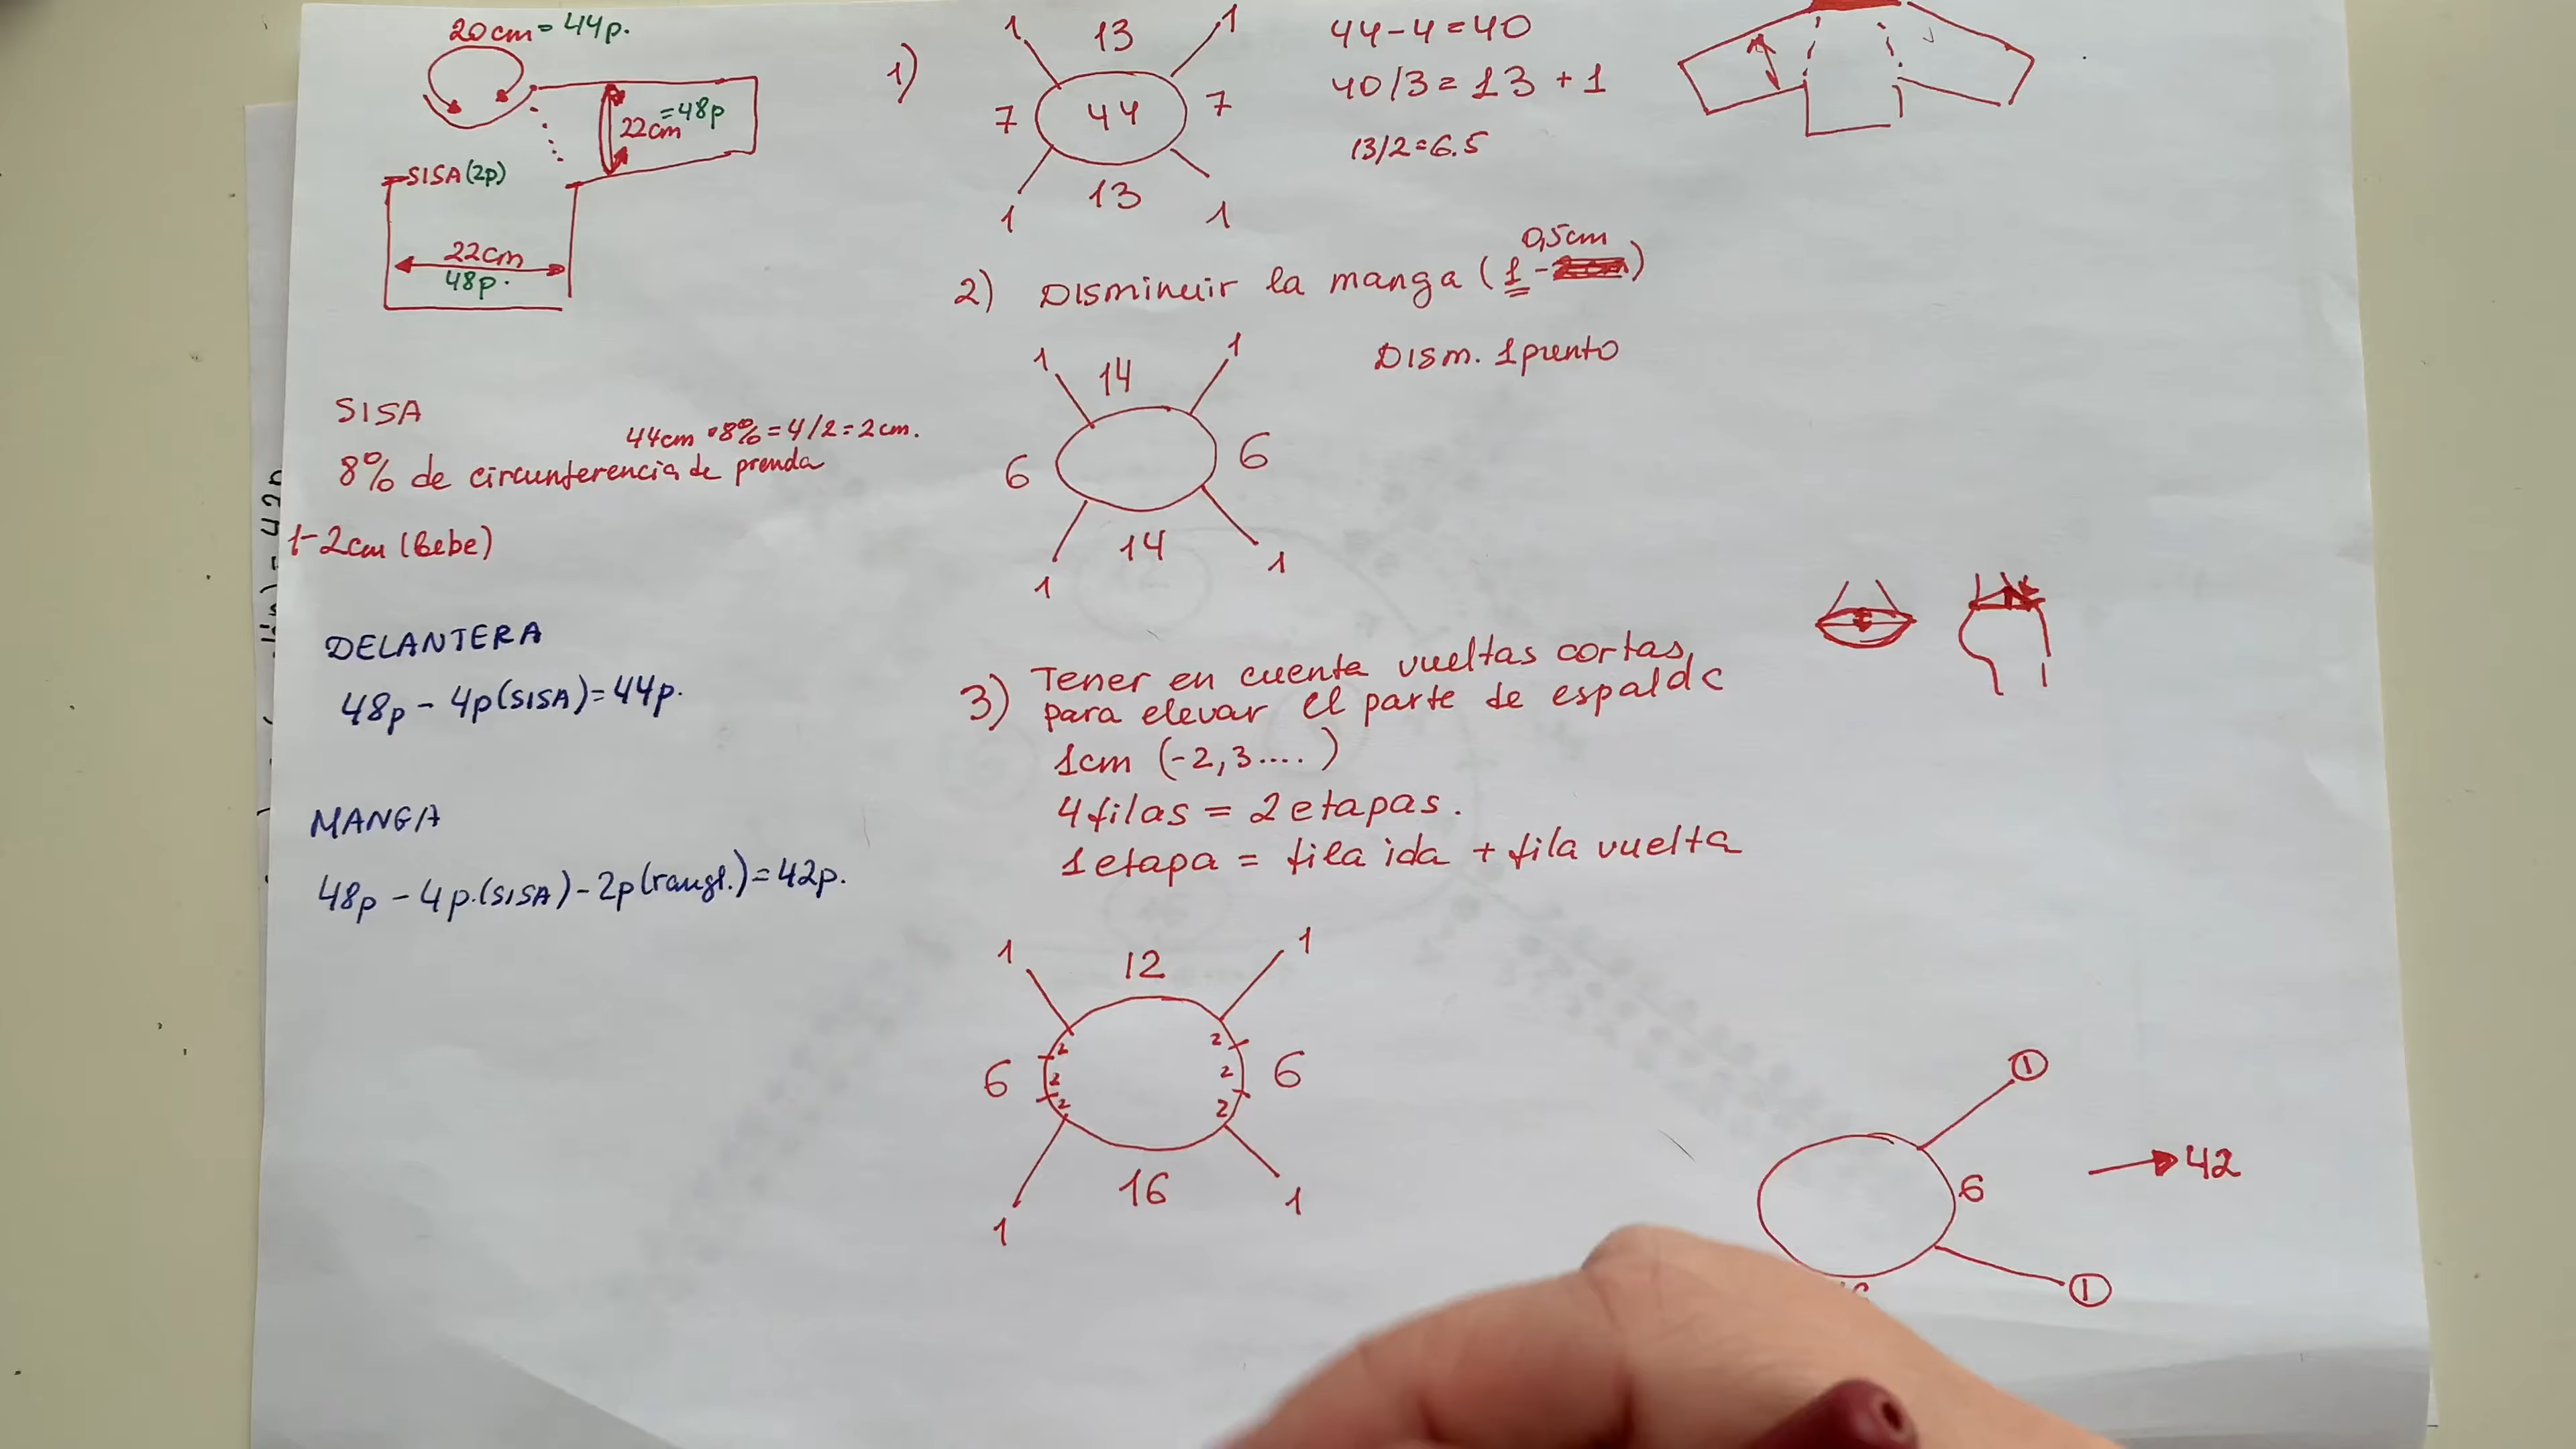 20cm = 44p.
22cm = 48p
SISA (2p)
22cm
48p.
SISA
44cm • 8% = 4/2 = 2cm.
8% de circunferencia de prenda
1-2cm (Bebe)
DELANTERA
48p - 4p (SISA) = 44p.
MANGA
48p - 4p. (SISA) - 2p (rangl.) = 42p.
1)
1 13 1
7 44 7
1 13 1
44-4=40
40/3 = 13 + 1
13/2=6.5
0,5cm
2) Disminuir la manga (1 - )
Dism. 1 punto
1 14 1
6 6
1 14 1
3) Tener en cuenta vueltas cortas,
para elevar el parte de espalda
1cm (-2,3....)
4 filas = 2 etapas.
1 etapa = fila ida + fila vuelta
1 12 1
2 2
6 2 2 6
2 2
1 16 1
1
6 → 42
1